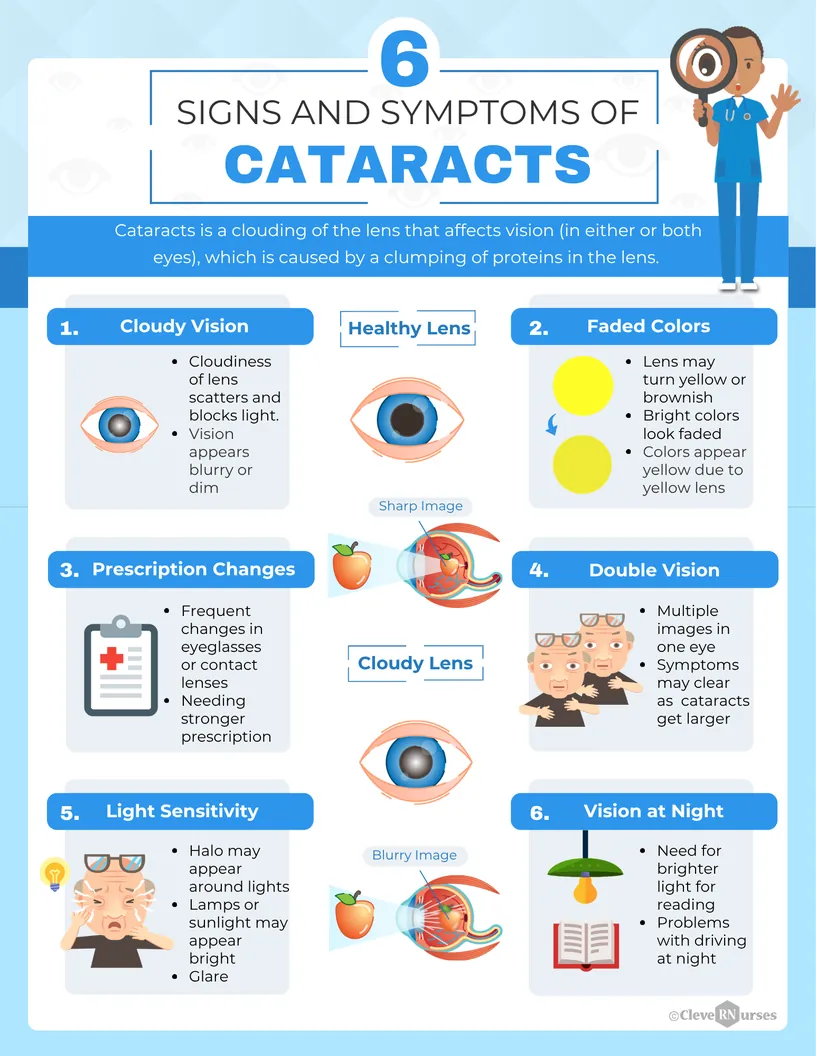 6
SIGNS AND SYMPTOMS OF
CATARACTS
Cataracts is a clouding of the lens that affects vision (in either or both
eyes), which is caused by a clumping of proteins in the lens.
1. Cloudy Vision
• Cloudiness
of lens
scatters and
blocks light.
• Vision
appears
blurry or
dim
Healthy Lens
2. Faded Colors
• Lens may
turn yellow or
brownish
• Bright colors
look faded
• Colors appear
yellow due to
yellow lens
Sharp Image
3. Prescription Changes
• Frequent
changes in
eyeglasses
or contact
lenses
• Needing
stronger
prescription
4. Double Vision
• Multiple
images in
one eye
• Symptoms
may clear
as cataracts
get larger
Cloudy Lens
5. Light Sensitivity
• Halo may
appear
around lights
• Lamps or
sunlight may
appear
bright
• Glare
Blurry Image
6. Vision at Night
• Need for
brighter
light for
reading
• Problems
with driving
at night
©CleveRNurses